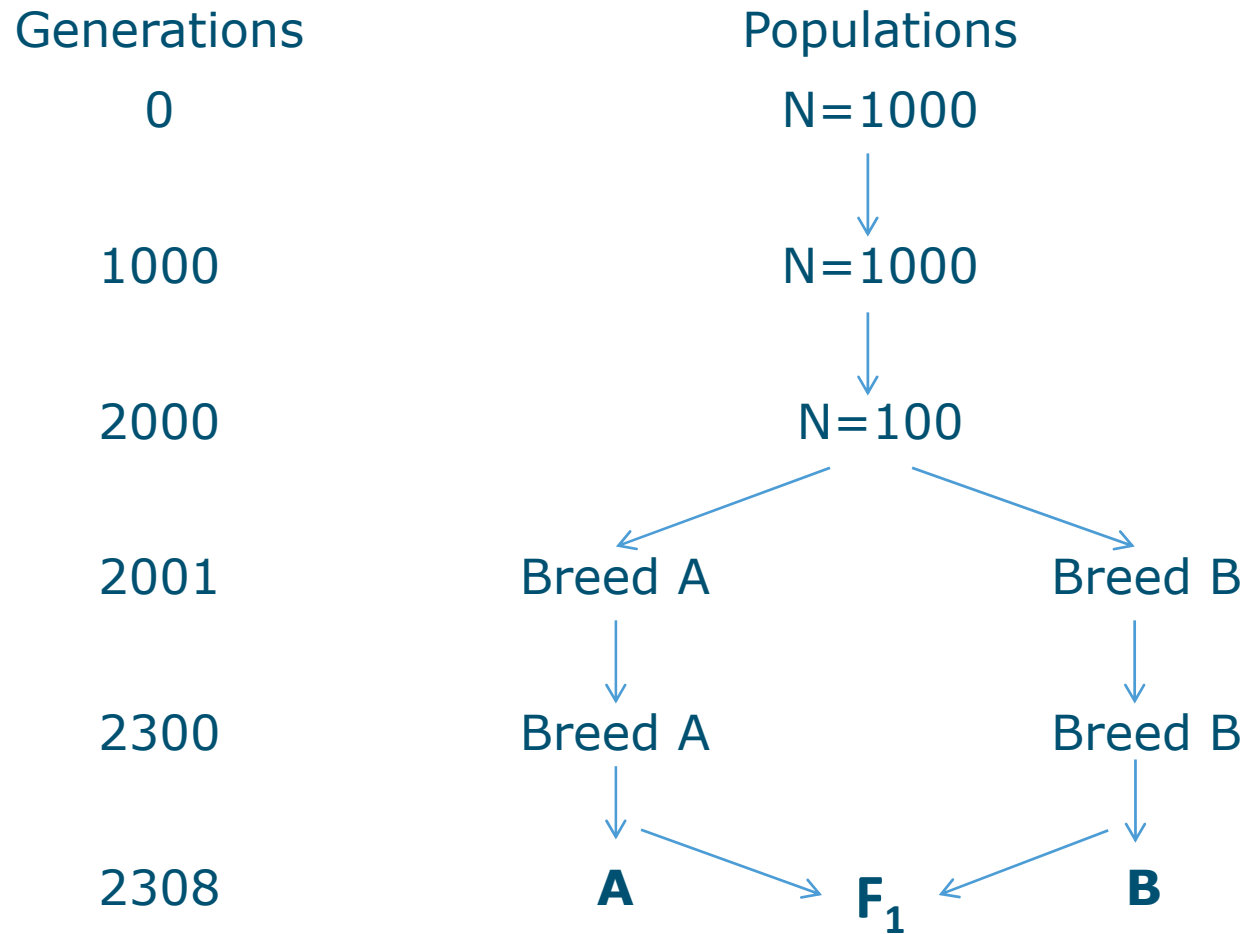 Generations Populations
0 N=1000
1000 N=1000
2000 N=100
2001 Breed A Breed B
2300 Breed A Breed B
2308 A F₁ B